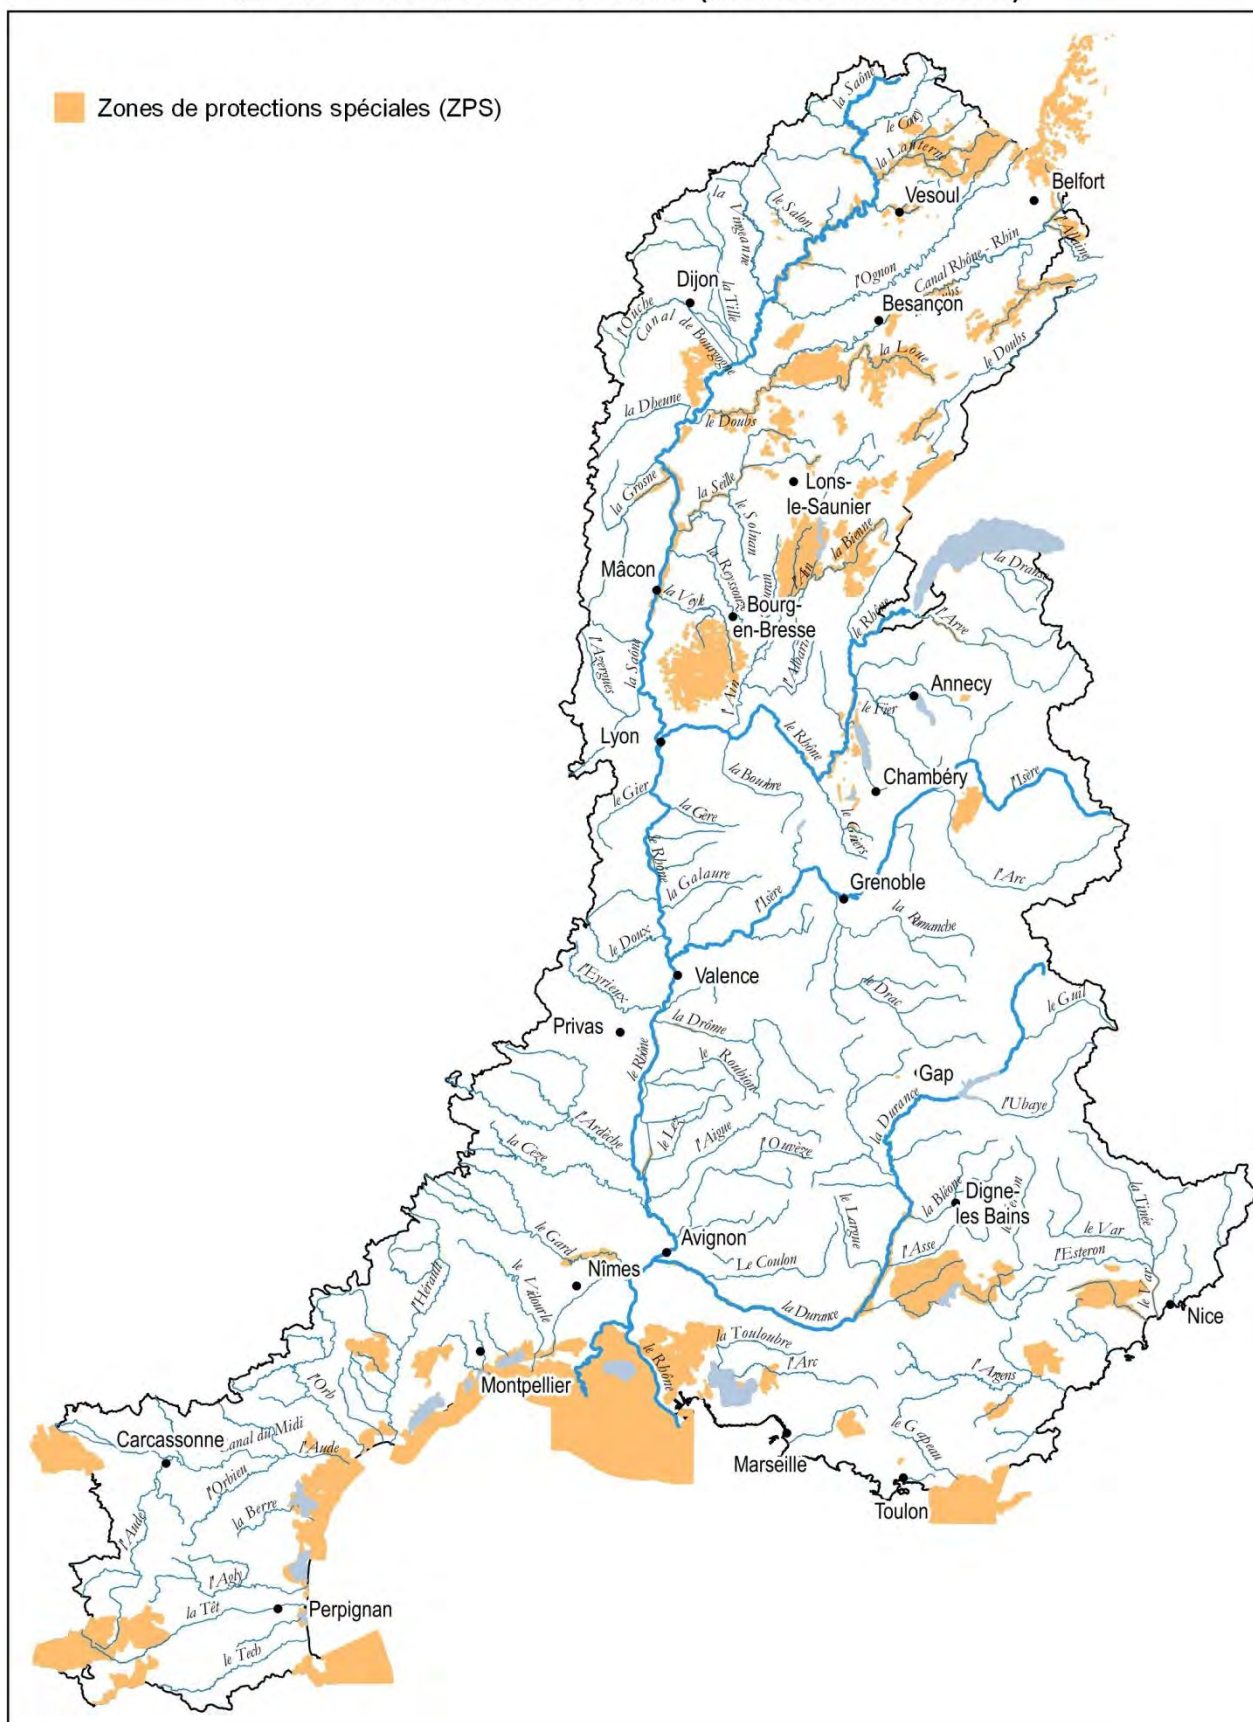 Zones de protections spéciales (ZPS)
la Saône
le Coney
la Lanterne
Vesoul
Belfort
l'Allaine
le Salon
la Vingeanne
l'Ognon
Canal Rhône - Rhin
Dijon
la Tille
l'Ouche
Canal de Bourgogne
Besançon
la Loue
le Doubs
la Dheune
le Doubs
la Seille
la Grosne
Lons-
le-Saunier
le Solnan
la Bienne
l'Ain
la Dranse
Mâcon
la Reyssouze
la Veyle
Bourg-
en-Bresse
le Rhône
l'Arve
l'Azergues
la Saône
l'Ain
l'Albarine
Annecy
le Fier
Lyon
le Rhône
Chambéry
l'Isère
la Bourbre
le Gier
la Gère
le Guiers
le Rhône
l'Arc
la Galaure
l'Isère
Grenoble
la Romanche
le Doux
l'Eyrieux
Valence
le Drac
le Guil
Privas
la Drôme
le Rhône
le Roubion
Gap
la Durance
l'Ubaye
l'Ardèche
le Lez
l'Aigue
l'Ouvèze
la Cèze
la Bléone
Digne-
les Bains
la Tinée
le Largue
le Var
l'Esteron
l'Asse
le Gard
Avignon
Le Coulon
Nîmes
le Vidourle
l'Hérault
la Durance
le Var
Nice
la Touloubre
l'Arc
le Rhône
Montpellier
l'Orb
l'Argens
le Gapeau
Canal du Midi
Carcassonne
l'Aude
l'Orbieu
Marseille
Toulon
la Berre
l'Aude
l'Agly
la Têt
Perpignan
le Tech